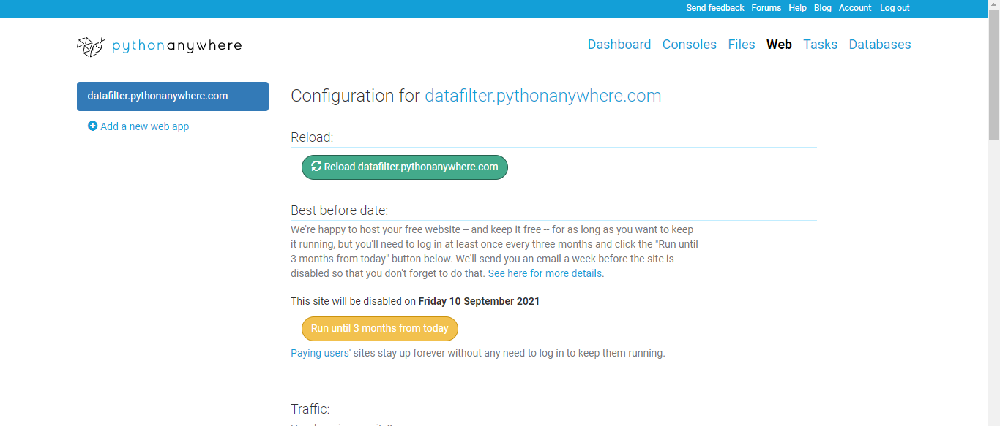 Send feedback Forums Help Blog Account Log out
pythonanywhere
Dashboard Consoles Files Web Tasks Databases
datafilter.pythonanywhere.com
Add a new web app
Configuration for datafilter.pythonanywhere.com
Reload:
Reload datafilter.pythonanywhere.com
Best before date:
We're happy to host your free website -- and keep it free -- for as long as you want to keep
it running, but you'll need to log in at least once every three months and click the "Run until
3 months from today" button below. We'll send you an email a week before the site is
disabled so that you don't forget to do that. See here for more details.
This site will be disabled on Friday 10 September 2021
Run until 3 months from today
Paying users' sites stay up forever without any need to log in to keep them running.
Traffic: